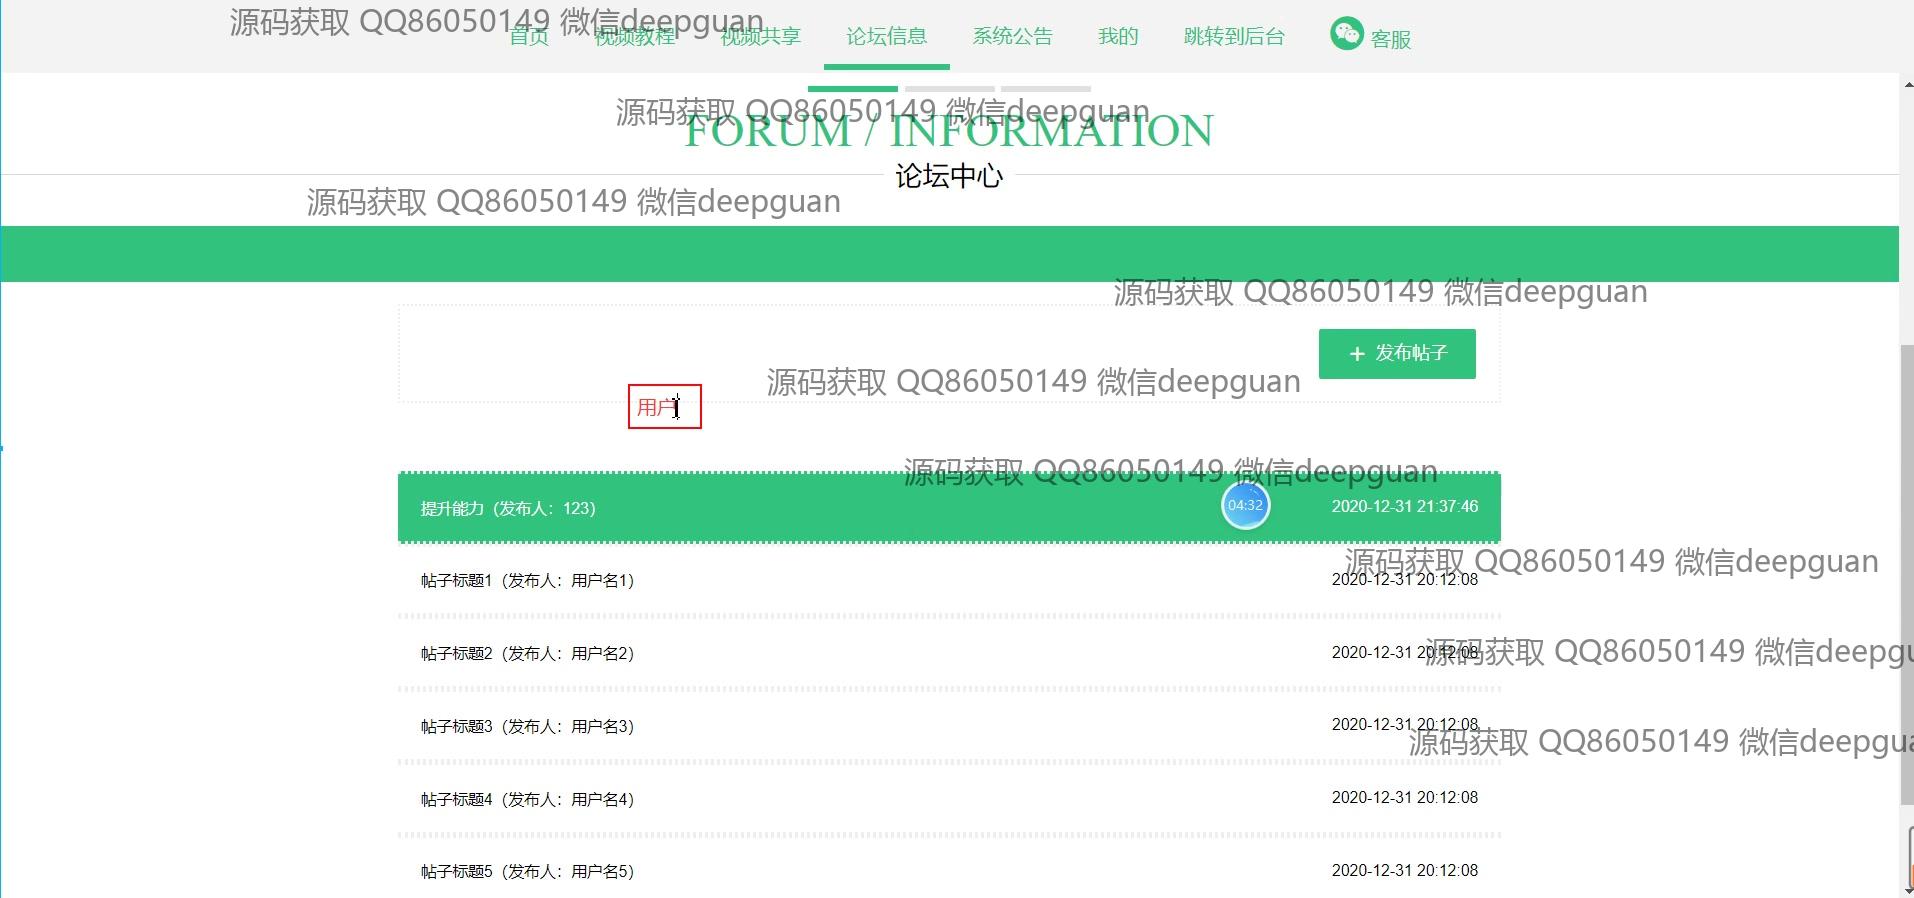 源码获取 QQ86050149 微信deepguan
首页 视频教程 视频共享 论坛信息 系统公告 我的 跳转到后台 客服
源码获取 QQ86050149 微信deepguan
FORUM / INFORMATION
论坛中心
源码获取 QQ86050149 微信deepguan
源码获取 QQ86050149 微信deepguan
+ 发布帖子
源码获取 QQ86050149 微信deepguan
用户
源码获取 QQ86050149 微信deepguan
提升能力（发布人：123） 04:32 2020-12-31 21:37:46
源码获取 QQ86050149 微信deepguan
帖子标题1（发布人：用户名1） 2020-12-31 20:12:08
帖子标题2（发布人：用户名2） 2020-12-31 20:12:08
源码获取 QQ86050149 微信deepgu
帖子标题3（发布人：用户名3） 2020-12-31 20:12:08
源码获取 QQ86050149 微信deepgua
帖子标题4（发布人：用户名4） 2020-12-31 20:12:08
帖子标题5（发布人：用户名5） 2020-12-31 20:12:08